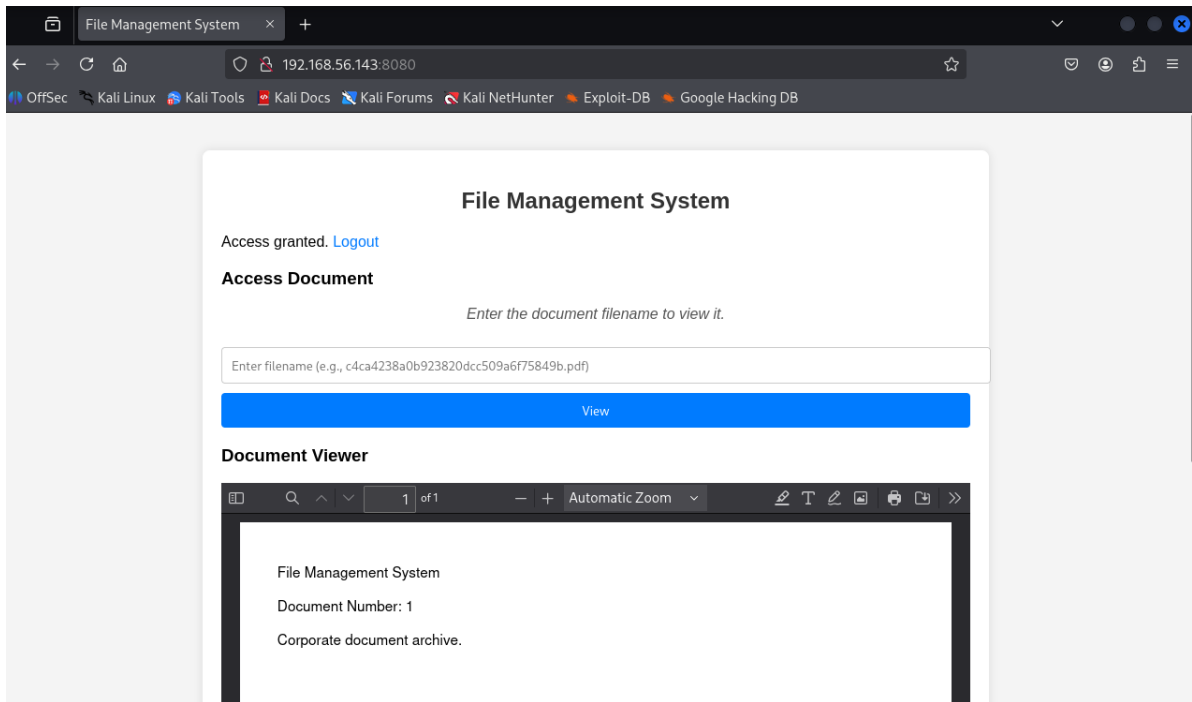 File Management System
192.168.56.143:8080
OffSec Kali Linux Kali Tools Kali Docs Kali Forums Kali NetHunter Exploit-DB Google Hacking DB
File Management System
Access granted. Logout
Access Document
Enter the document filename to view it.
Enter filename (e.g., c4ca4238a0b923820dcc509a6f75849b.pdf)
View
Document Viewer
1 of 1 Automatic Zoom
File Management System
Document Number: 1
Corporate document archive.